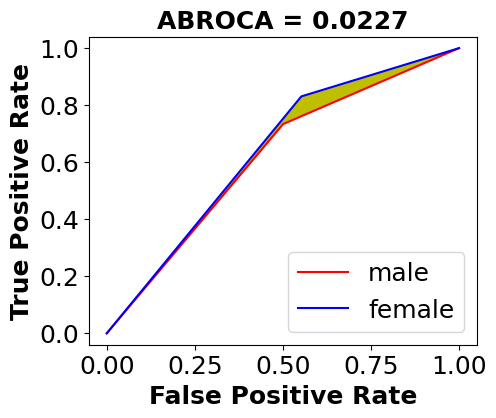 ABROCA = 0.0227
True Positive Rate
1.0
0.8
0.6
0.4
0.2
0.0
male
female
0.00 0.25 0.50 0.75 1.00
False Positive Rate